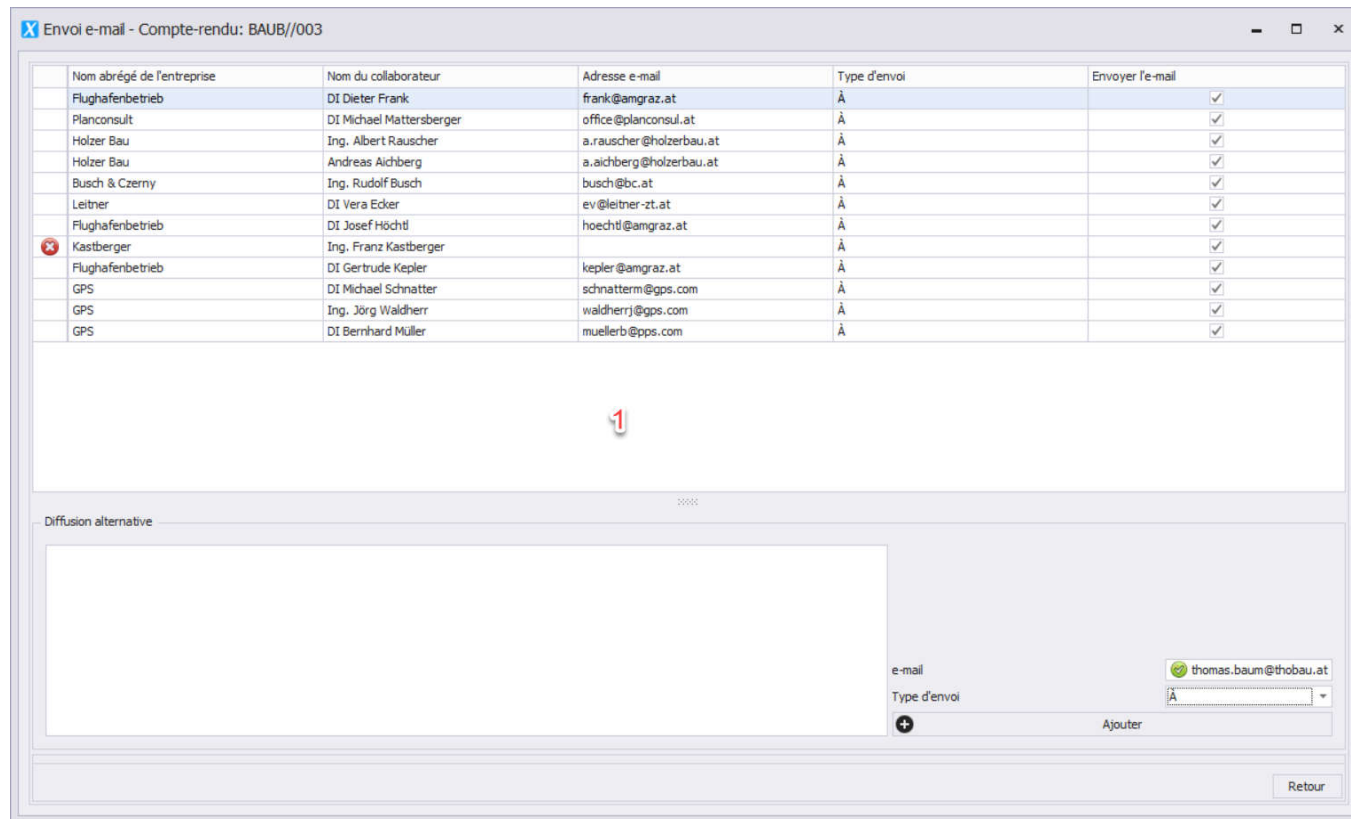 Envoi e-mail - Compte-rendu: BAUB//003
Nom abrégé de l'entreprise Nom du collaborateur Adresse e-mail Type d'envoi Envoyer l'e-mail
Flughafenbetrieb DI Dieter Frank frank@amgraz.at À
Planconsult DI Michael Mattersberger office@planconsul.at À
Holzer Bau Ing. Albert Rauscher a.rauscher@holzerbau.at À
Holzer Bau Andreas Aichberg a.aichberg@holzerbau.at À
Busch & Czerny Ing. Rudolf Busch busch@bc.at À
Leitner DI Vera Ecker ev@leitner-zt.at À
Flughafenbetrieb DI Josef Höchtl hoechtl@amgraz.at À
Kastberger Ing. Franz Kastberger À
Flughafenbetrieb DI Gertrude Kepler kepler@amgraz.at À
GPS DI Michael Schnatter schnatterm@gps.com À
GPS Ing. Jörg Waldherr waldherrj@gps.com À
GPS DI Bernhard Müller muellerb@pps.com À
1
Diffusion alternative
e-mail thomas.baum@thobau.at
Type d'envoi À
Ajouter
Retour